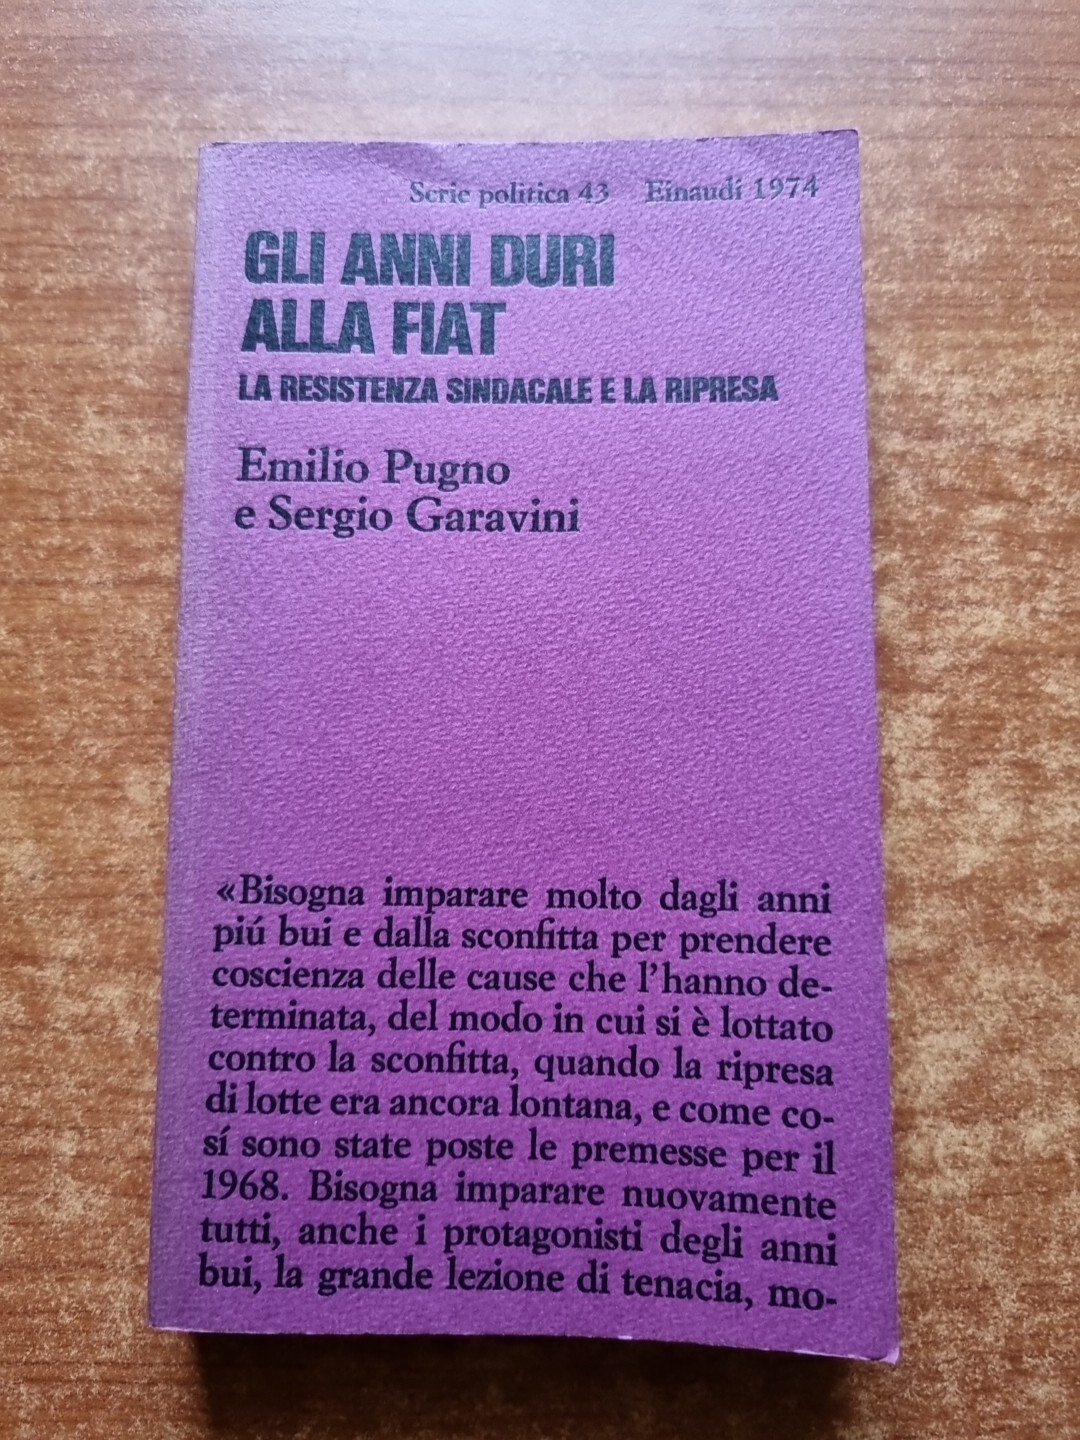 Serie politica 43 Einaudi 1974
GLI ANNI DURI
ALLA FIAT
LA RESISTENZA SINDACALE E LA RIPRESA
Emilio Pugno
e Sergio Garavini
«Bisogna imparare molto dagli anni
piú bui e dalla sconfitta per prendere
coscienza delle cause che l'hanno de-
terminata, del modo in cui si è lottato
contro la sconfitta, quando la ripresa
di lotte era ancora lontana, e come co-
sí sono state poste le premesse per il
1968. Bisogna imparare nuovamente
tutti, anche i protagonisti degli anni
bui, la grande lezione di tenacia, mo-